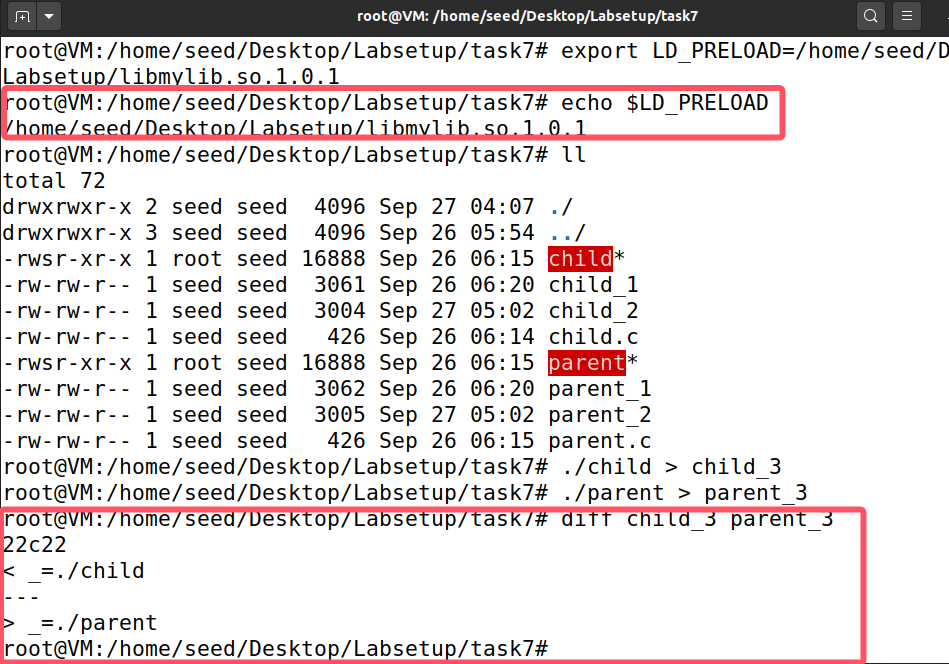 root@VM: /home/seed/Desktop/Labsetup/task7
root@VM:/home/seed/Desktop/Labsetup/task7# export LD_PRELOAD=/home/seed/D
Labsetup/libmylib.so.1.0.1
root@VM:/home/seed/Desktop/Labsetup/task7# echo $LD_PRELOAD
/home/seed/Desktop/Labsetup/libmylib.so.1.0.1
root@VM:/home/seed/Desktop/Labsetup/task7# ll
total 72
drwxrwxr-x 2 seed seed  4096 Sep 27 04:07 ./
drwxrwxr-x 3 seed seed  4096 Sep 26 05:54 ../
-rwsr-xr-x 1 root seed 16888 Sep 26 06:15 child*
-rw-rw-r-- 1 seed seed  3061 Sep 26 06:20 child_1
-rw-rw-r-- 1 seed seed  3004 Sep 27 05:02 child_2
-rw-rw-r-- 1 seed seed   426 Sep 26 06:14 child.c
-rwsr-xr-x 1 root seed 16888 Sep 26 06:15 parent*
-rw-rw-r-- 1 seed seed  3062 Sep 26 06:20 parent_1
-rw-rw-r-- 1 seed seed  3005 Sep 27 05:02 parent_2
-rw-rw-r-- 1 seed seed   426 Sep 26 06:15 parent.c
root@VM:/home/seed/Desktop/Labsetup/task7# ./child > child_3
root@VM:/home/seed/Desktop/Labsetup/task7# ./parent > parent_3
root@VM:/home/seed/Desktop/Labsetup/task7# diff child_3 parent_3
22c22
< _=./child
---
> _=./parent
root@VM:/home/seed/Desktop/Labsetup/task7#